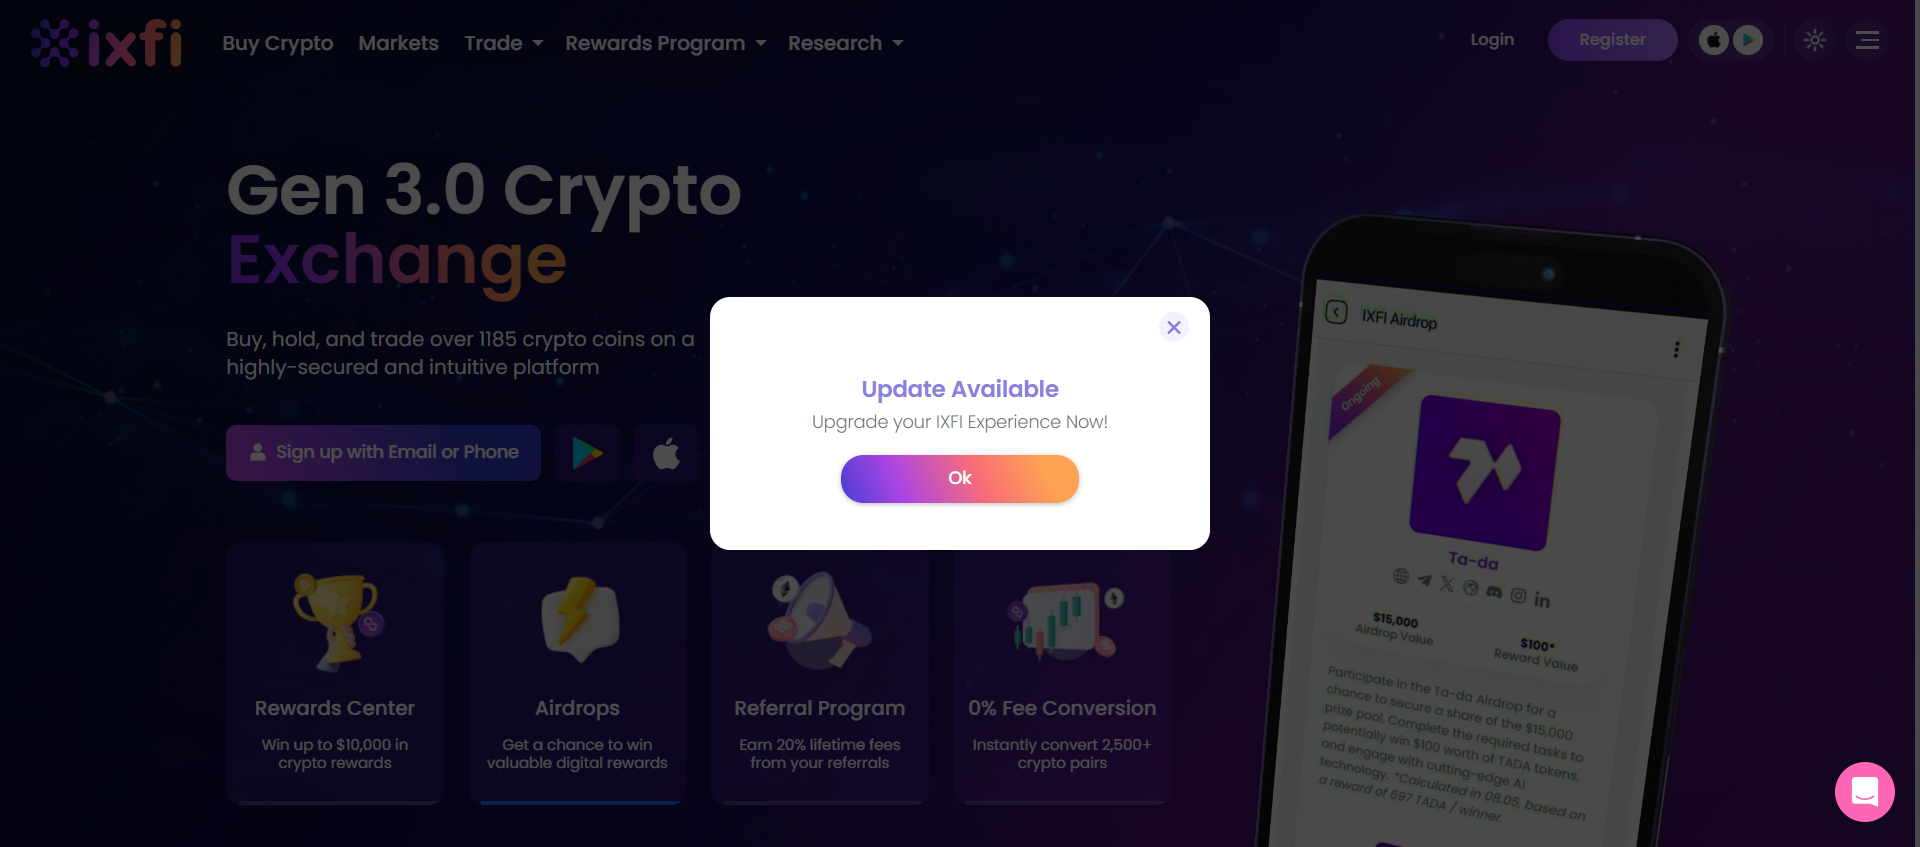 ixfi
Buy Crypto
Markets
Trade
Rewards Program
Research
Login
Register
Gen 3.0 Crypto
Exchange
Buy, hold, and trade over 1185 crypto coins on a
highly-secured and intuitive platform
Sign up with Email or Phone
Update Available
Upgrade your IXFI Experience Now!
Ok
Rewards Center
Win up to $10,000 in
crypto rewards
Airdrops
Get a chance to win
valuable digital rewards
Referral Program
Earn 20% lifetime fees
from your referrals
0% Fee Conversion
Instantly convert 2,500+
crypto pairs
IXFI Airdrop
Ongoing
Ta-da
$15,000
Airdrop Value
$100*
Reward Value
Participate in the Ta-da Airdrop for a
chance to secure a share of the $15,000
prize pool. Complete the required tasks to
potentially win $100 worth of TADA tokens,
and engage with cutting-edge AI
technology. *Calculated in 08.05, based on
a reward of 697 TADA / winner.